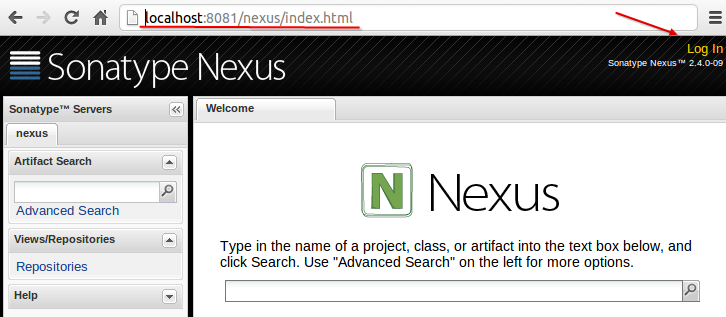 localhost:8081/nexus/index.html
Log In
Sonatype Nexus
Sonatype Nexus™ 2.4.0-09
Sonatype™ Servers
nexus
Artifact Search
Advanced Search
Views/Repositories
Repositories
Help
Welcome
N Nexus
Type in the name of a project, class, or artifact into the text box below, and
click Search. Use "Advanced Search" on the left for more options.